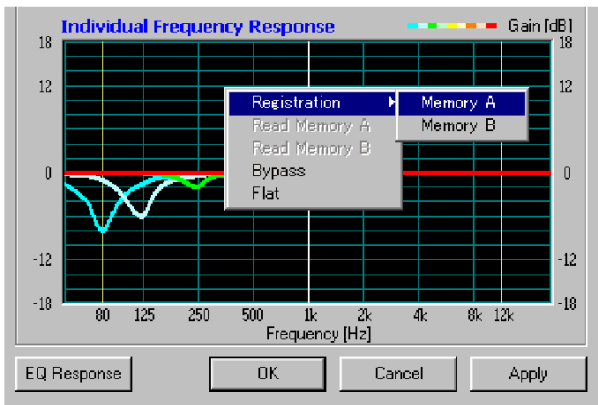 Individual Frequency Response Gain [dB]
18 18
12 12
Registration Memory A
Read Memory A Memory B
Read Memory B
Bypass
0 0
Flat
-12 -12
-18 -18
80 125 250 500 1k 2k 4k 8k 12k
Frequency [Hz]
EQ Response OK Cancel Apply